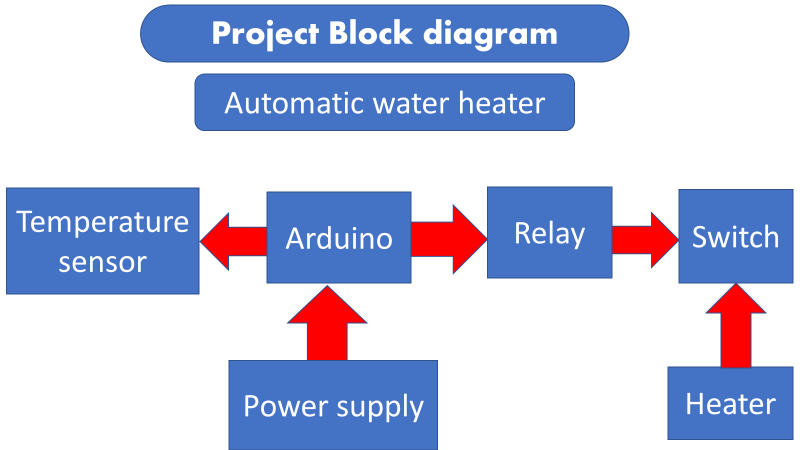 Project Block diagram
Automatic water heater
Temperature
sensor
Arduino
Relay
Switch
Power supply
Heater